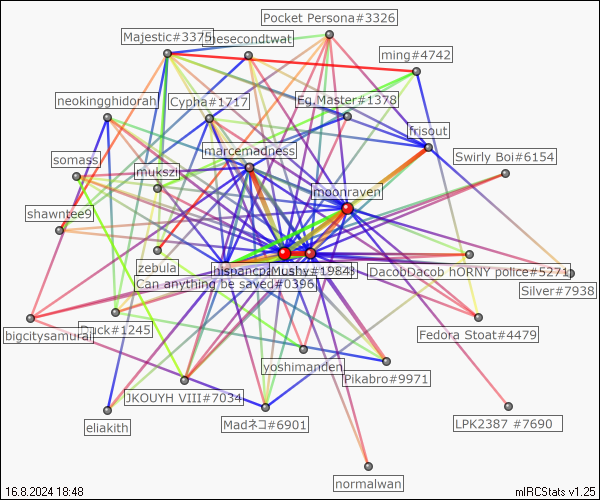 Pocket Persona#3326
Majestic#3375
thesecondtwat
ming#4742
neokingghidorah
Cypha#1717
Eg.Master#1378
frisout
marcemadness
somass
mukszi
Swirly Boi#6154
moonraven
shawntee9
zebula
Mushy#1984
DacobDacob hORNY police#5271
Can anything be saved#0396
Silver#7938
bigcitysamurai
Duck#1245
Fedora Stoat#4479
yoshimanden
Pikabro#9971
JKOUYH VIII#7034
eliakith
Madネコ#6901
LPK2387 #7690
normalwan
16.8.2024 18:48
mIRCStats v1.25